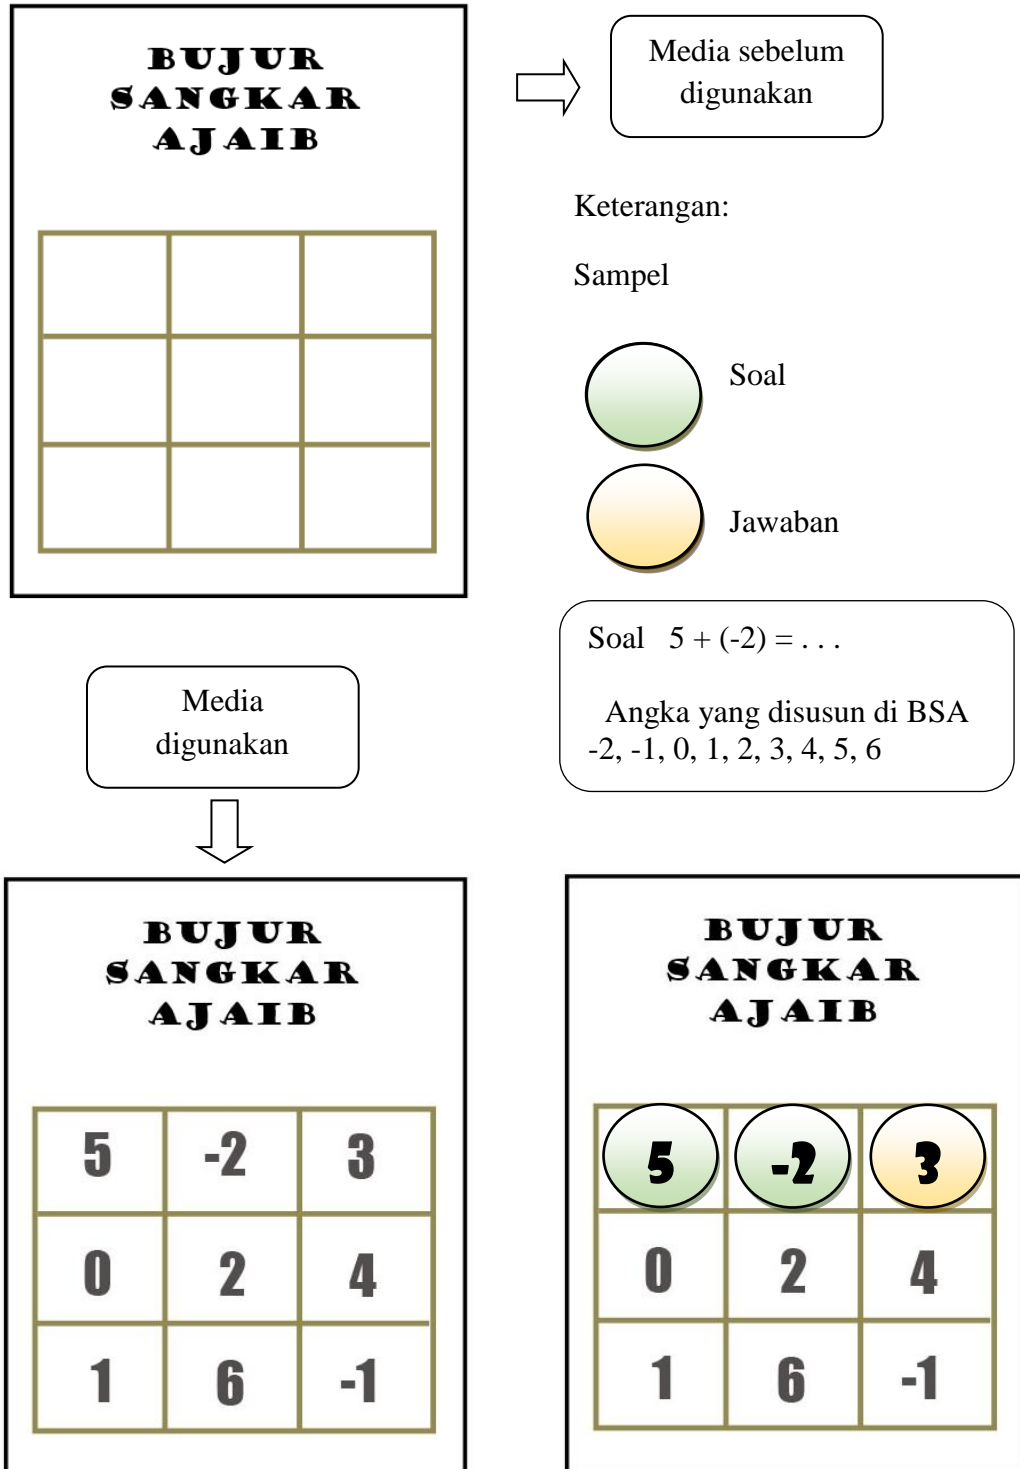 BUJUR
SANGKAR
AJAIB
Media sebelum
digunakan
Keterangan:
Sampel
Soal
Jawaban
Soal 5 + (-2) = . . .
Angka yang disusun di BSA
-2, -1, 0, 1, 2, 3, 4, 5, 6
Media
digunakan
BUJUR
SANGKAR
AJAIB
5 -2 3
0 2 4
1 6 -1
BUJUR
SANGKAR
AJAIB
5 -2 3
0 2 4
1 6 -1